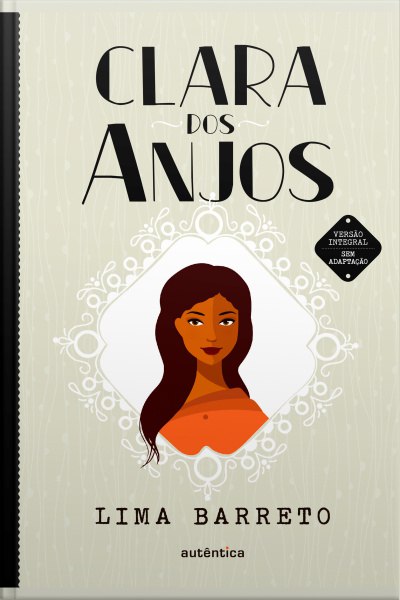 CLARA
DOS
ANJOS
VERSÃO
INTEGRAL
SEM
ADAPTAÇÃO
LIMA BARRETO
autêntica